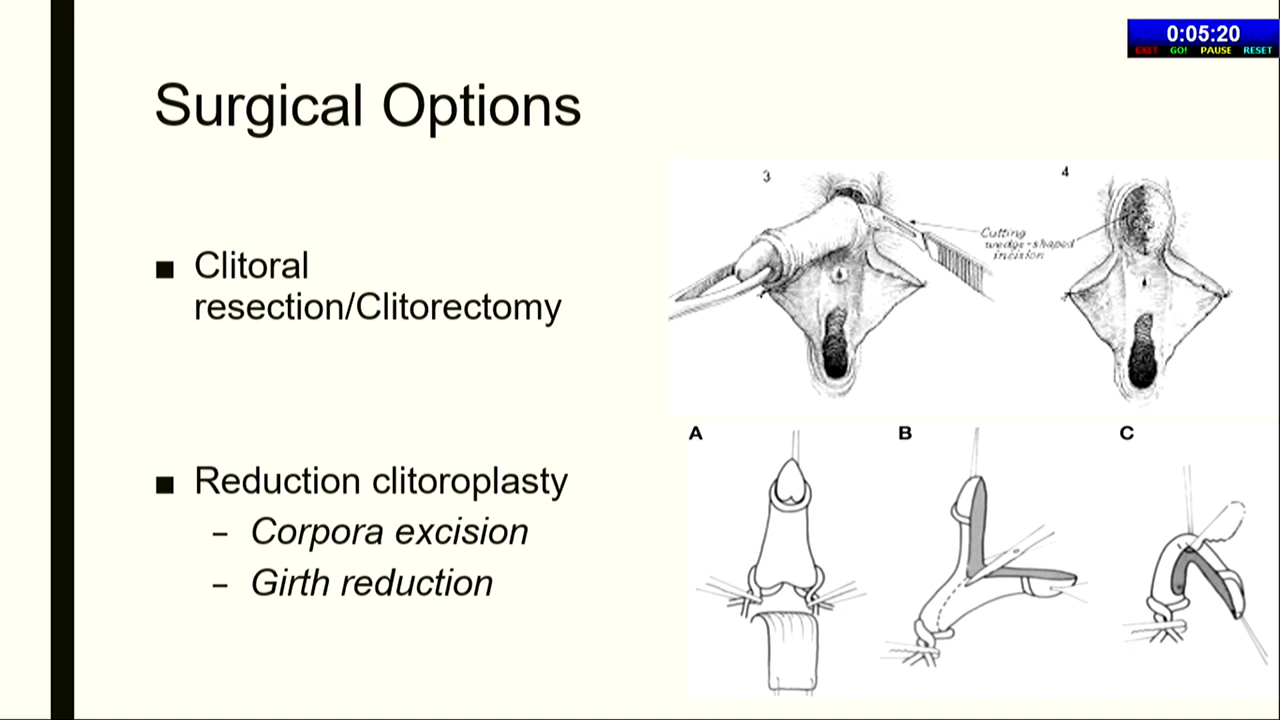 0:05:20
EXIT GO! PAUSE RESET
Surgical Options
■ Clitoral
resection/Clitorectomy
■ Reduction clitoroplasty
– Corpora excision
– Girth reduction
3
4
Cutting
wedge-shaped
incision
A
B
C